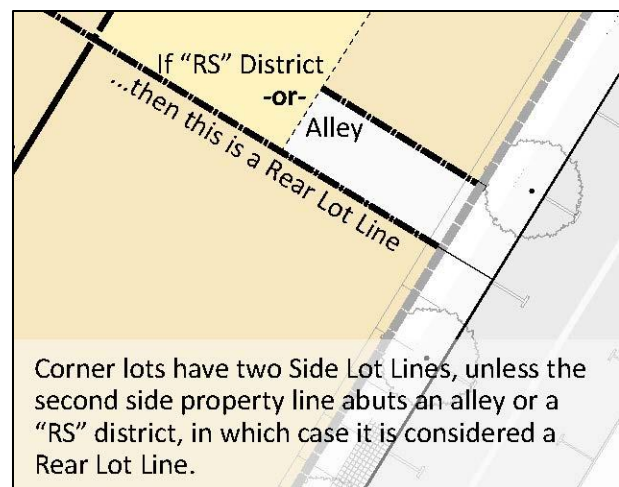 If “RS” District
-or-
Alley
...then this is a Rear Lot Line
Corner lots have two Side Lot Lines, unless the
second side property line abuts an alley or a
“RS” district, in which case it is considered a
Rear Lot Line.